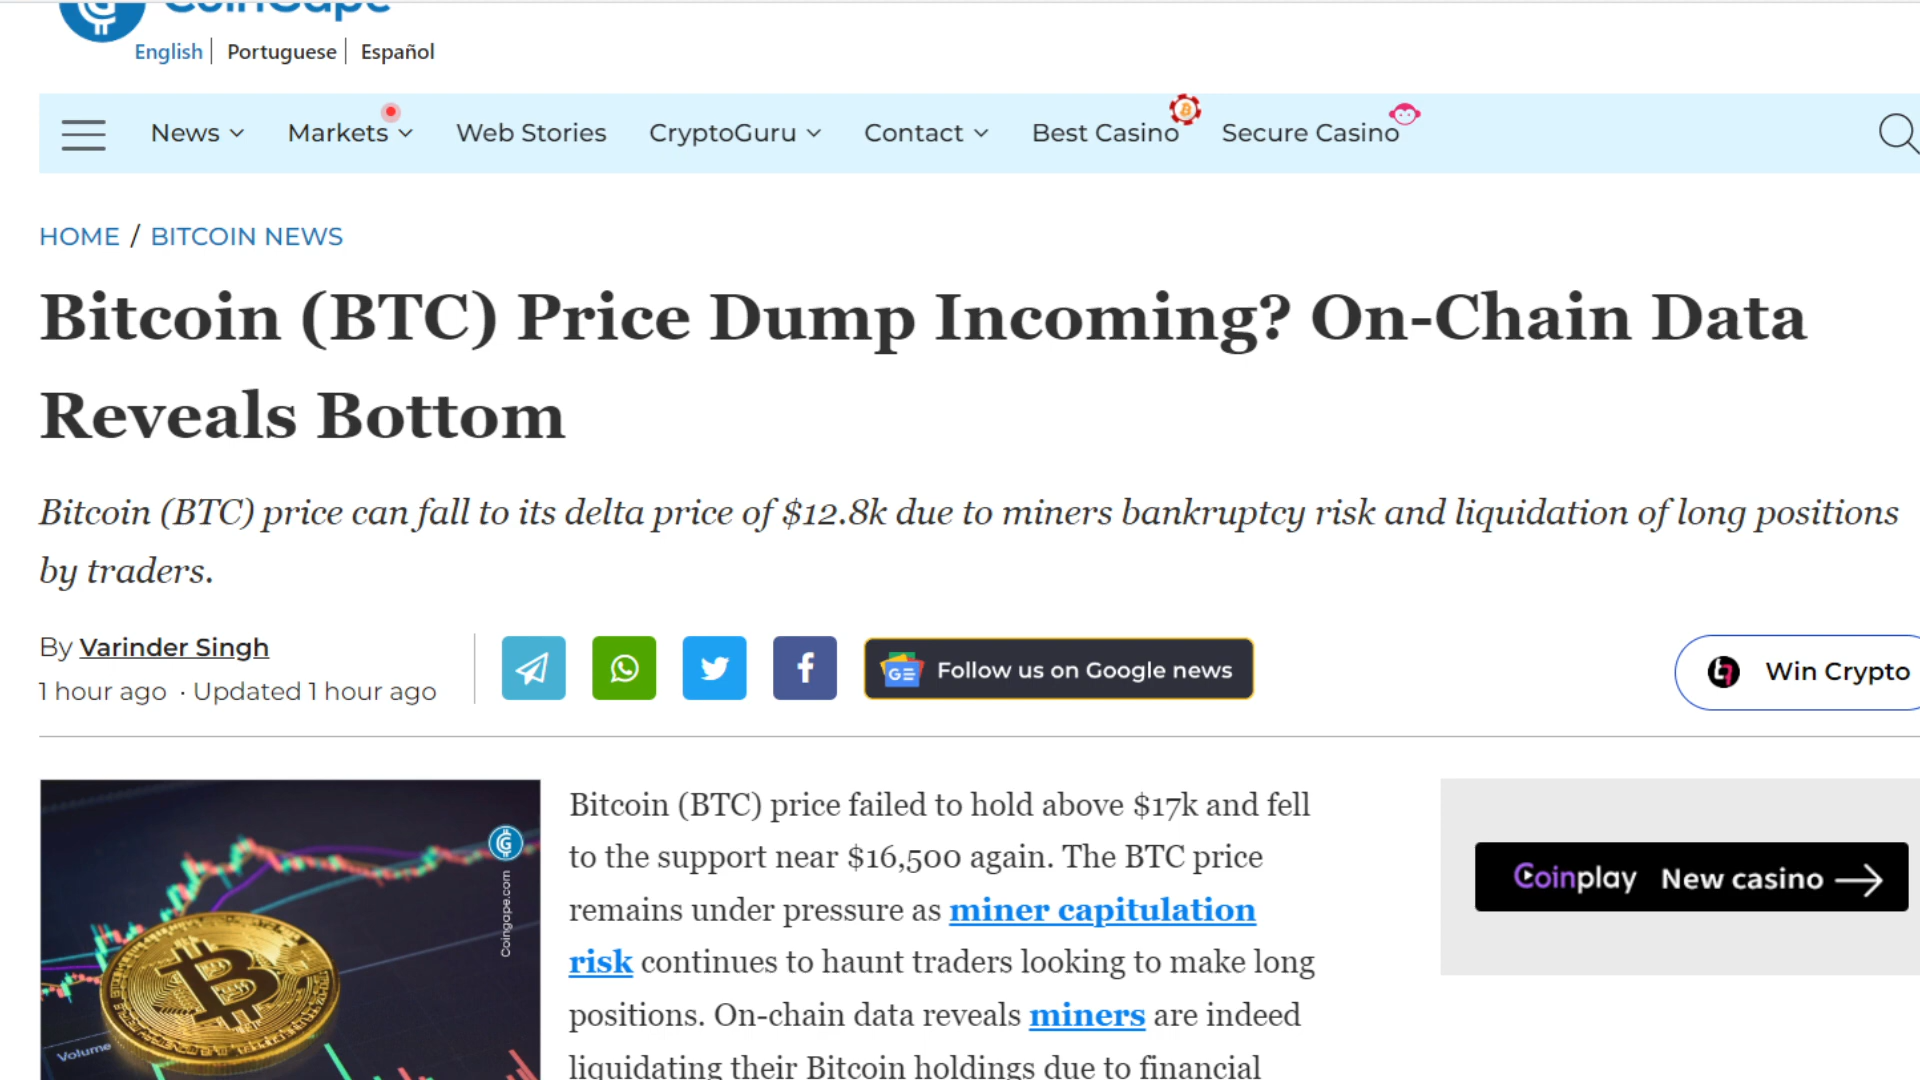 CoinGape
English
Portuguese
Español
News
Markets
Web Stories
CryptoGuru
Contact
Best Casino
Secure Casino
HOME / BITCOIN NEWS
Bitcoin (BTC) Price Dump Incoming? On-Chain Data
Reveals Bottom
Bitcoin (BTC) price can fall to its delta price of $12.8k due to miners bankruptcy risk and liquidation of long positions
by traders.
By Varinder Singh
1 hour ago · Updated 1 hour ago
GE Follow us on Google news
Win Crypto
Coingape.com
Volume
Bitcoin (BTC) price failed to hold above $17k and fell
to the support near $16,500 again. The BTC price
remains under pressure as miner capitulation
risk continues to haunt traders looking to make long
positions. On-chain data reveals miners are indeed
liquidating their Bitcoin holdings due to financial
Coinplay New casino